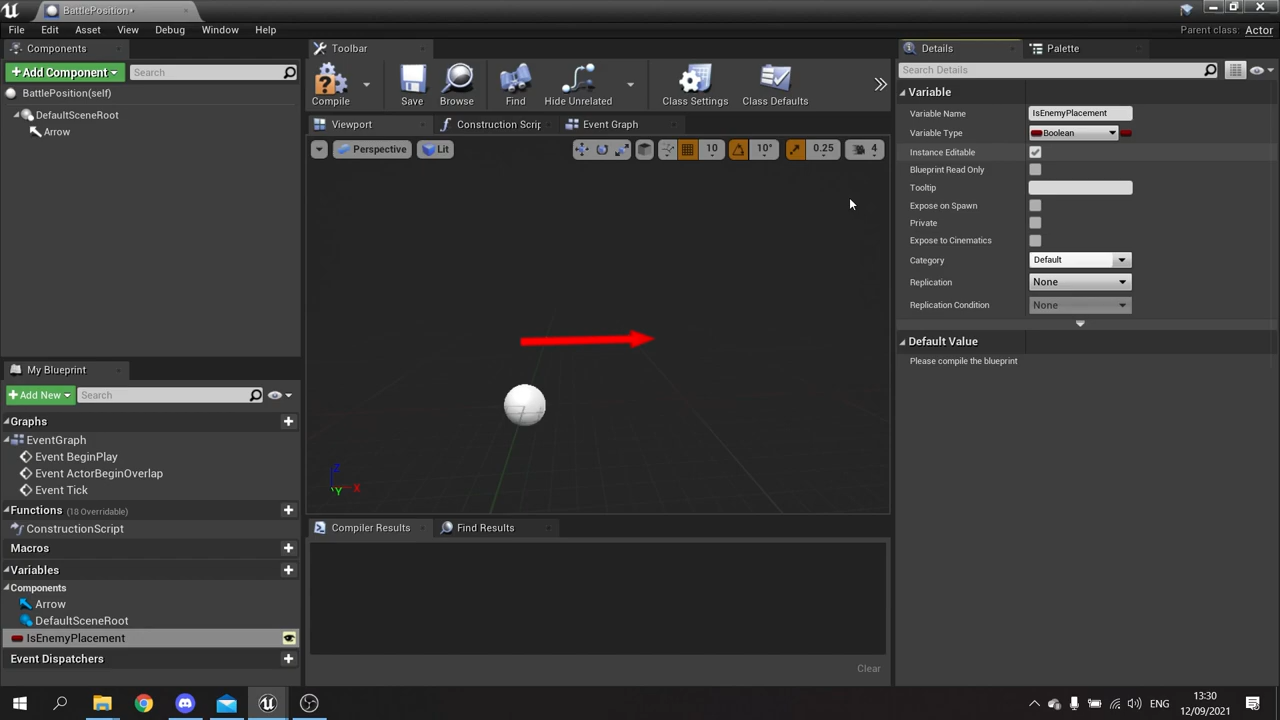 BattlePosition*
File Edit Asset View Debug Window Help
Parent class: Actor
Components
Add Component
Search
BattlePosition(self)
DefaultSceneRoot
Arrow
Toolbar
Compile
Save
Browse
Find
Hide Unrelated
Class Settings
Class Defaults
Viewport
Construction Scrip
Event Graph
Perspective
Lit
10
10°
0.25
4
Z
X
Y
Compiler Results
Find Results
Clear
My Blueprint
Add New
Search
Graphs
EventGraph
Event BeginPlay
Event ActorBeginOverlap
Event Tick
Functions (18 Overridable)
ConstructionScript
Macros
Variables
Components
Arrow
DefaultSceneRoot
IsEnemyPlacement
Event Dispatchers
Details
Palette
Search Details
Variable
Variable Name IsEnemyPlacement
Variable Type Boolean
Instance Editable
Blueprint Read Only
Tooltip
Expose on Spawn
Private
Expose to Cinematics
Category Default
Replication None
Replication Condition None
Default Value
Please compile the blueprint
ENG
13:30
12/09/2021